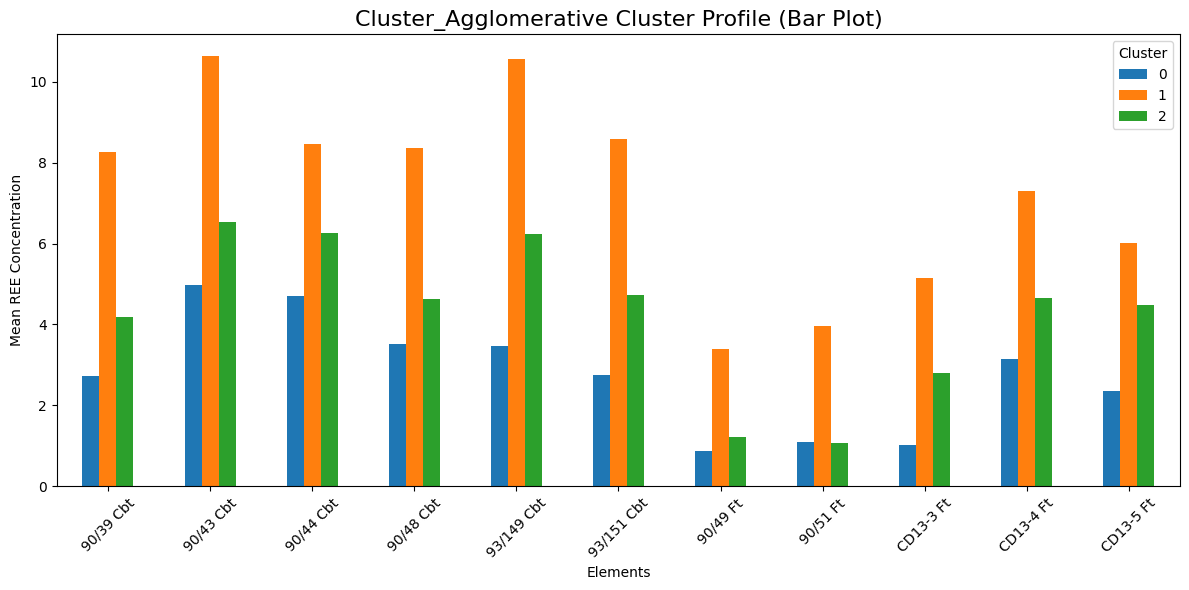 Cluster_Agglomerative Cluster Profile (Bar Plot)
Mean REE Concentration
10
8
6
4
2
0
Cluster
0
1
2
90/39 Cbt
90/43 Cbt
90/44 Cbt
90/48 Cbt
93/149 Cbt
93/151 Cbt
90/49 Ft
90/51 Ft
CD13-3 Ft
CD13-4 Ft
CD13-5 Ft
Elements